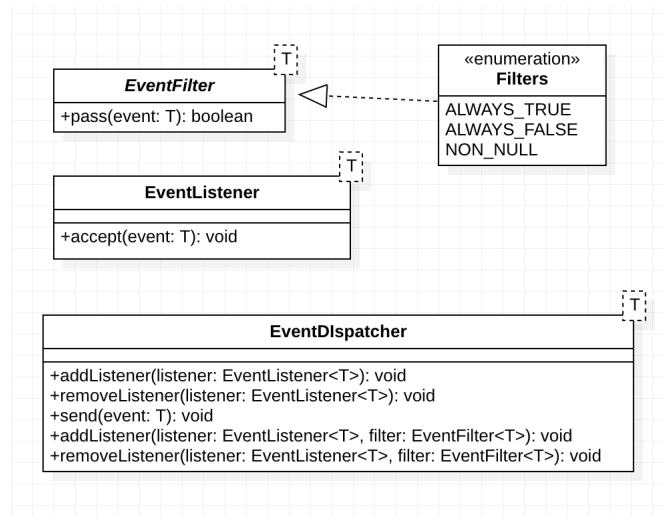 T
EventFilter
+pass(event: T): boolean
«enumeration»
Filters
ALWAYS_TRUE
ALWAYS_FALSE
NON_NULL
T
EventListener
+accept(event: T): void
T
EventDIspatcher
+addListener(listener: EventListener<T>): void
+removeListener(listener: EventListener<T>): void
+send(event: T): void
+addListener(listener: EventListener<T>, filter: EventFilter<T>): void
+removeListener(listener: EventListener<T>, filter: EventFilter<T>): void